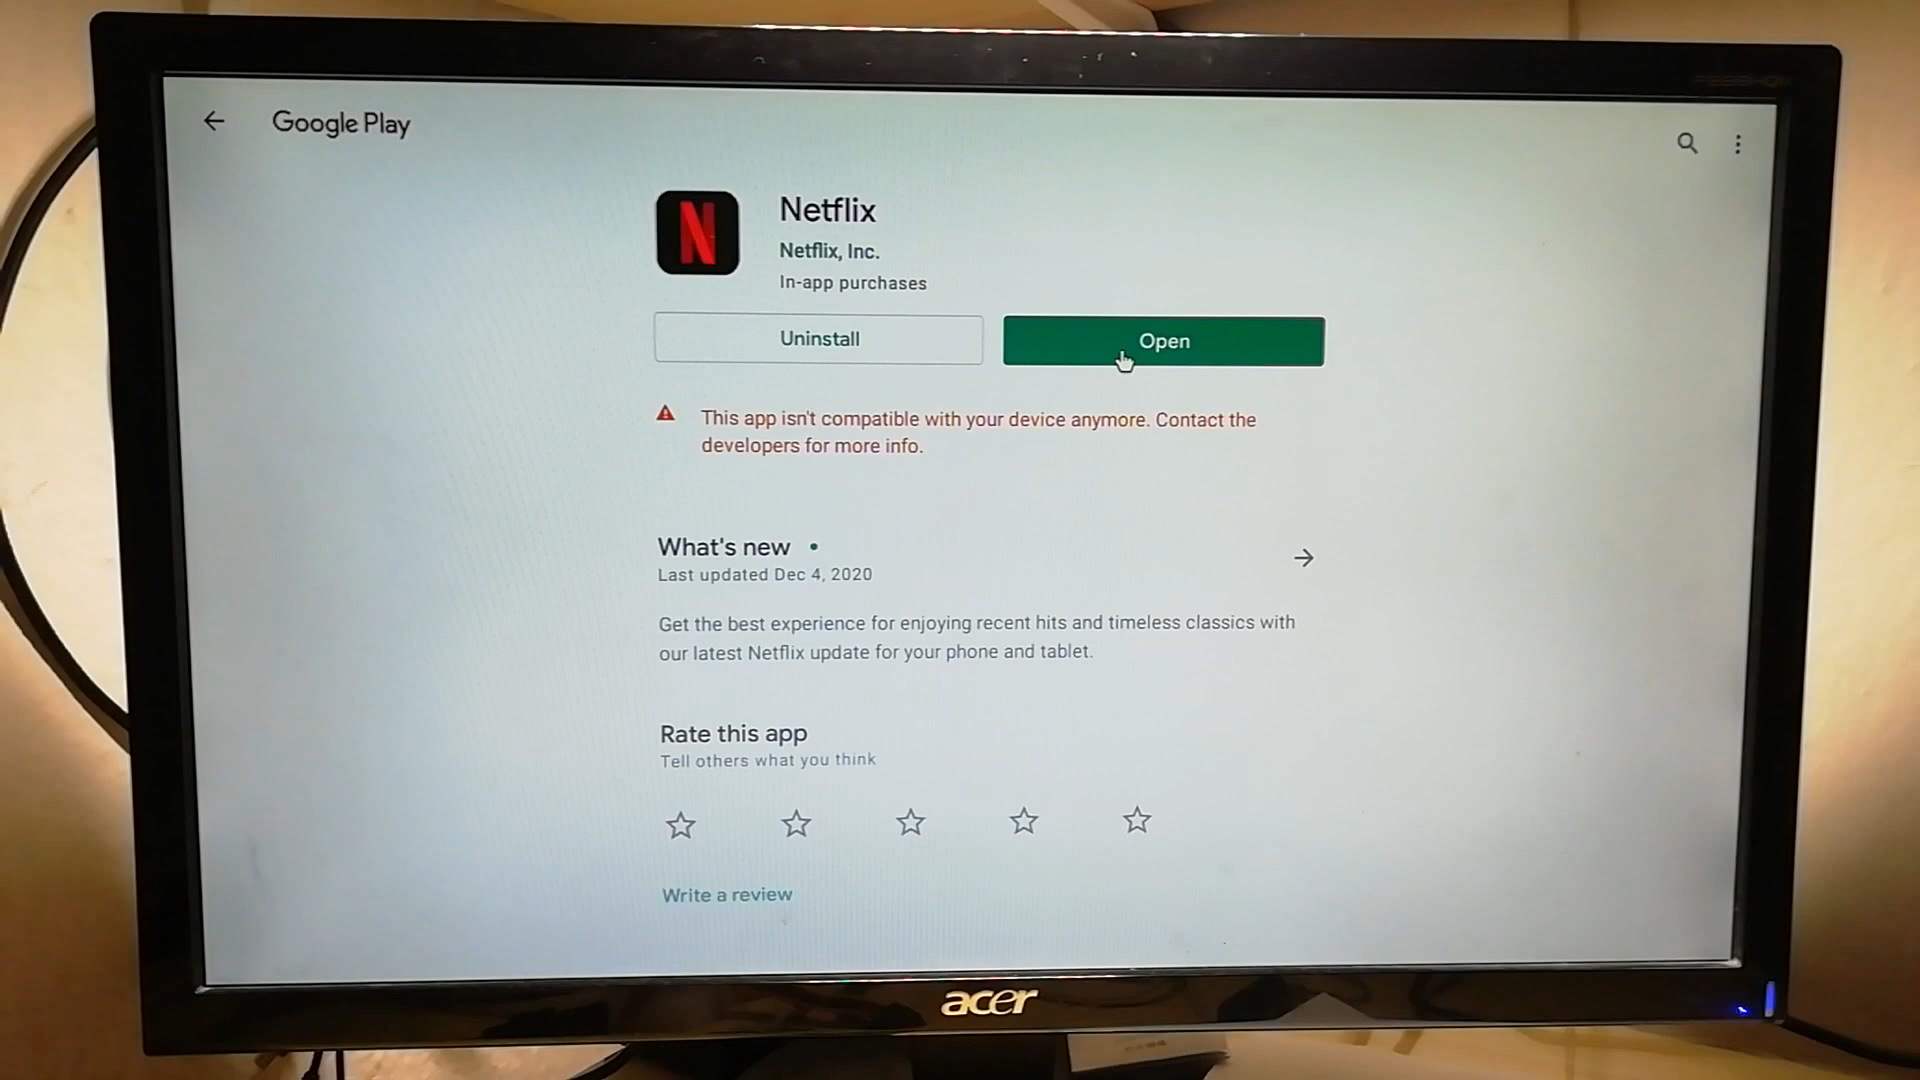 Google Play
Netflix
Netflix, Inc.
In-app purchases
Uninstall
Open
This app isn't compatible with your device anymore. Contact the
developers for more info.
What's new •
Last updated Dec 4, 2020
Get the best experience for enjoying recent hits and timeless classics with
our latest Netflix update for your phone and tablet.
Rate this app
Tell others what you think
Write a review
acer